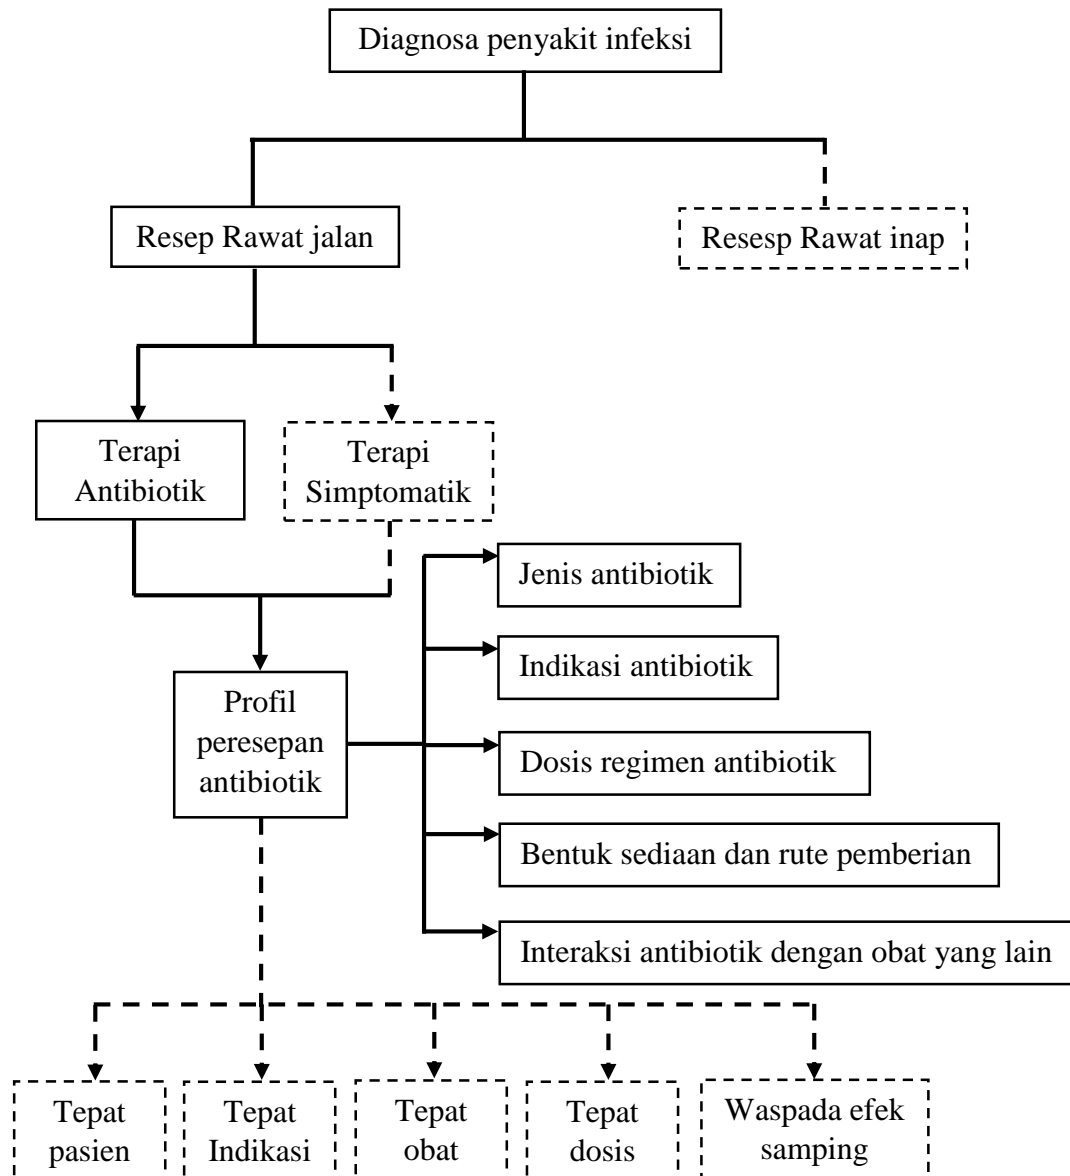 Diagnosa penyakit infeksi
Resep Rawat jalan
Resesp Rawat inap
Terapi
Antibiotik
Terapi
Simptomatik
Jenis antibiotik
Indikasi antibiotik
Profil
peresepan
antibiotik
Dosis regimen antibiotik
Bentuk sediaan dan rute pemberian
Interaksi antibiotik dengan obat yang lain
Tepat
pasien
Tepat
Indikasi
Tepat
obat
Tepat
dosis
Waspada efek
samping